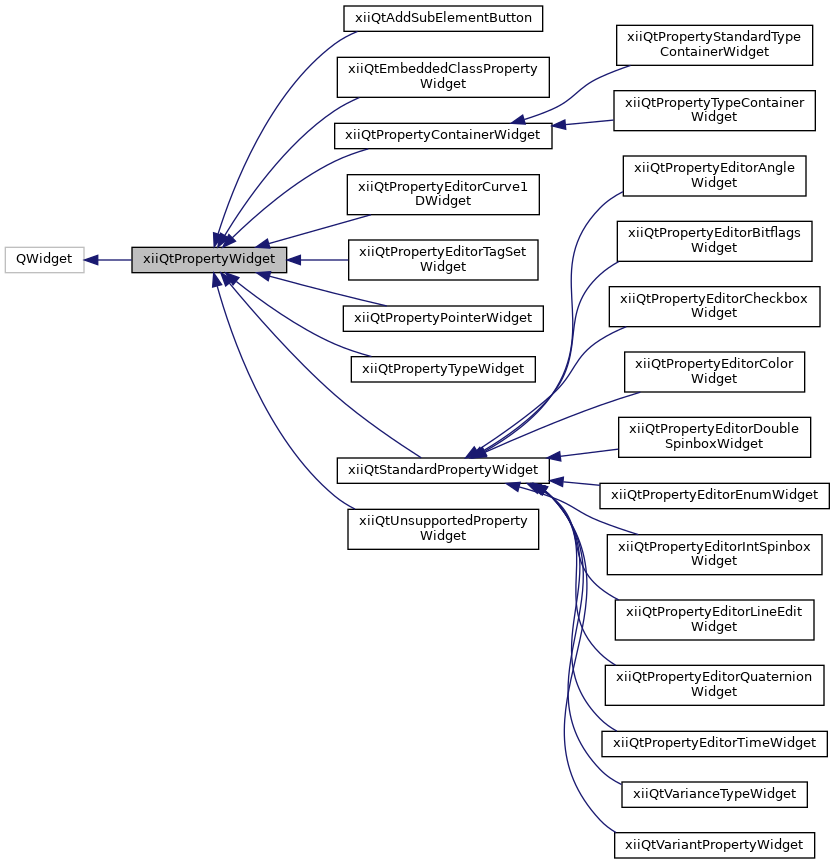 QWidget
xiiQtPropertyWidget
xiiQtAddSubElementButton
xiiQtEmbeddedClassProperty
Widget
xiiQtPropertyContainerWidget
xiiQtPropertyEditorCurve1
DWidget
xiiQtPropertyEditorTagSet
Widget
xiiQtPropertyPointerWidget
xiiQtPropertyTypeWidget
xiiQtStandardPropertyWidget
xiiQtUnsupportedProperty
Widget
xiiQtPropertyStandardType
ContainerWidget
xiiQtPropertyTypeContainer
Widget
xiiQtPropertyEditorAngle
Widget
xiiQtPropertyEditorBitflags
Widget
xiiQtPropertyEditorCheckbox
Widget
xiiQtPropertyEditorColor
Widget
xiiQtPropertyEditorDouble
SpinboxWidget
xiiQtPropertyEditorEnumWidget
xiiQtPropertyEditorIntSpinbox
Widget
xiiQtPropertyEditorLineEdit
Widget
xiiQtPropertyEditorQuaternion
Widget
xiiQtPropertyEditorTimeWidget
xiiQtVarianceTypeWidget
xiiQtVariantPropertyWidget